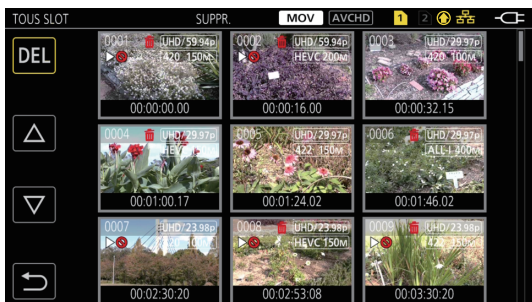 TOUS SLOT SUPPR. MOV AVCHD 1 2
DEL
0001 UHD/59.94p
420 150M
00:00:00.00
0002 UHD/59.94p
HEVC 200M
00:00:16.00
0003 UHD/29.97p
420 100M
00:00:32.15
0004 UHD/29.97p
HEVC
00:01:00.17
0005 UHD/29.97p
422 150M
00:01:24.02
0006 UHD/29.97p
ALL-I 400M
00:01:46.02
0007 UHD/23.98p
420 100M
00:02:30:20
0008 UHD/23.98p
HEVC 150M
00:02:53:08
0009 UHD/23.98p
422 150M
00:03:30:20